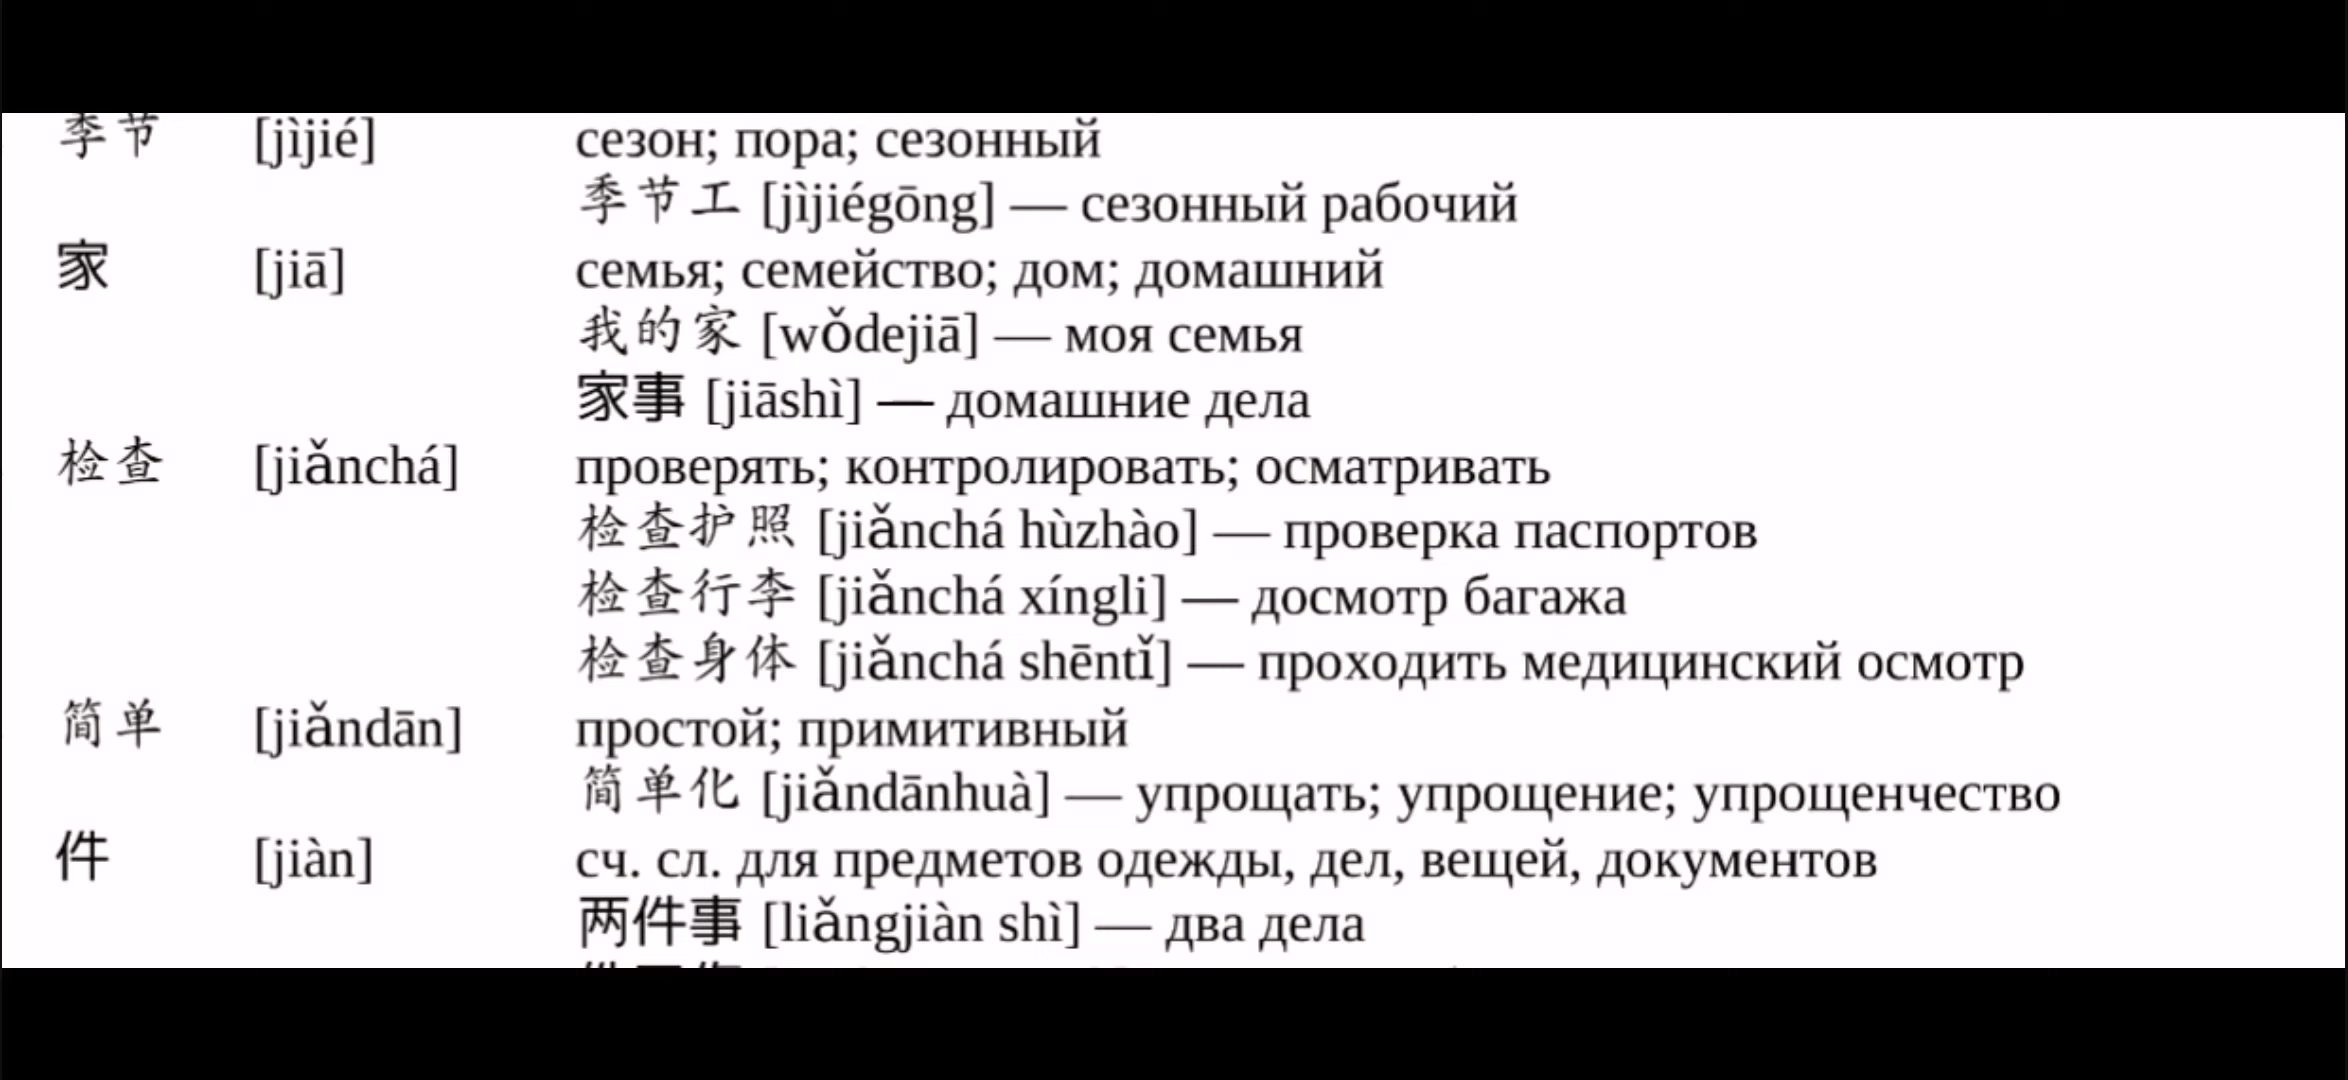 季节 [jìjié] сезон; пора; сезонный
季节工 [jìjiégōng] — сезонный рабочий
家 [jiā] семья; семейство; дом; домашний
我的家 [wǒdejiā] — моя семья
家事 [jiāshì] — домашние дела
检查 [jiǎnchá] проверять; контролировать; осматривать
检查护照 [jiǎnchá hùzhào] — проверка паспортов
检查行李 [jiǎnchá xíngli] — досмотр багажа
检查身体 [jiǎnchá shēntǐ] — проходить медицинский осмотр
简单 [jiǎndān] простой; примитивный
简单化 [jiǎndānhuà] — упрощать; упрощение; упрощенчество
件 [jiàn] сч. сл. для предметов одежды, дел, вещей, документов
两件事 [liǎngjiàn shì] — два дела